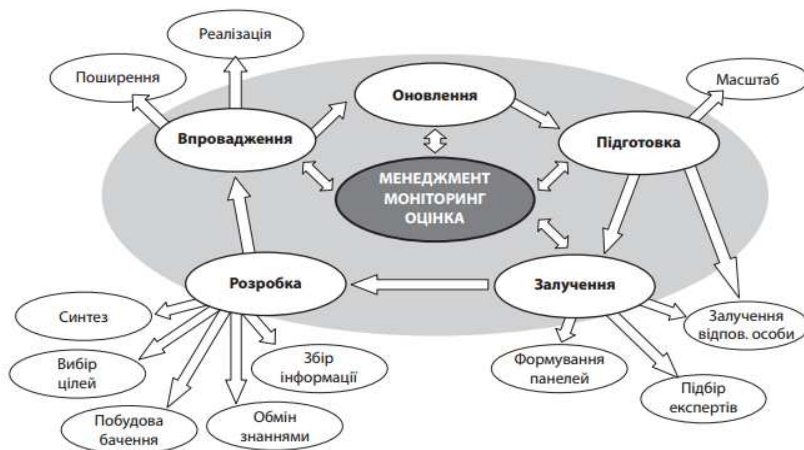 Реалізація
Поширення
Оновлення
Масштаб
Впровадження
Підготовка
МЕНЕДЖМЕНТ
МОНІТОРИНГ
ОЦІНКА
Розробка
Залучення
Синтез
Вибір
цілей
Побудова
бачення
Обмін
знаннями
Збір
інформації
Формування
панелей
Підбір
експертів
Залучення
відпов. особи